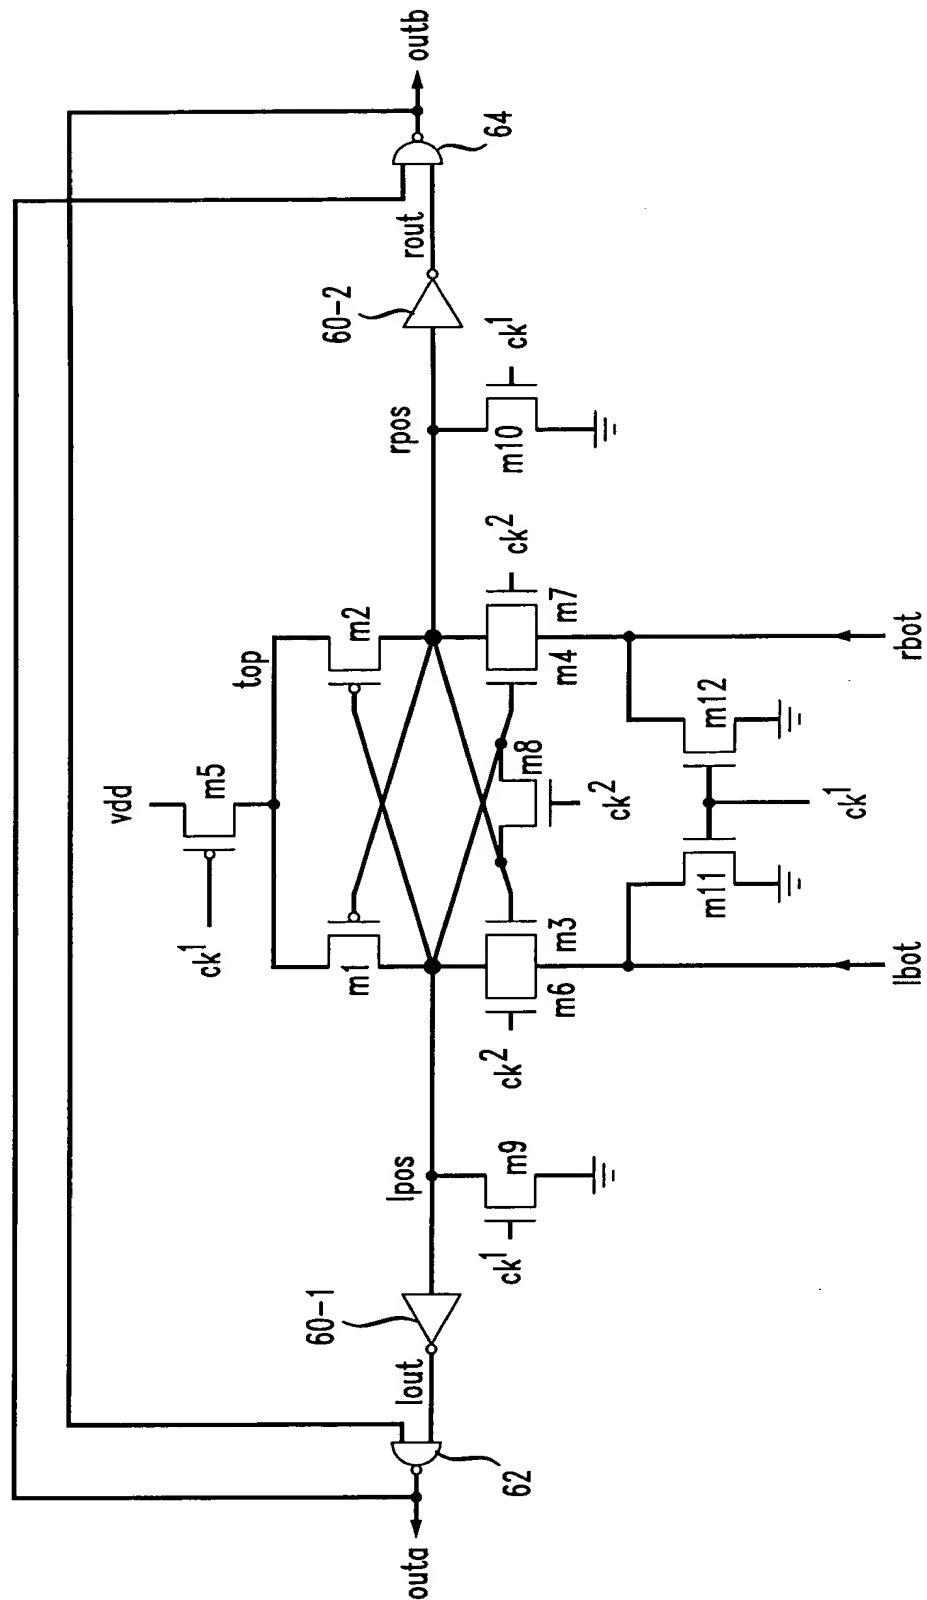 vdd
ck1
m5
top
m1
m2
60-1
60-2
lpos
rpos
lout
rout
outa
outb
62
64
ck1
m9
ck2
m6
m3
m8
ck2
m4
m7
ck2
m10
ck1
m11
m12
ck1
lbot
rbot